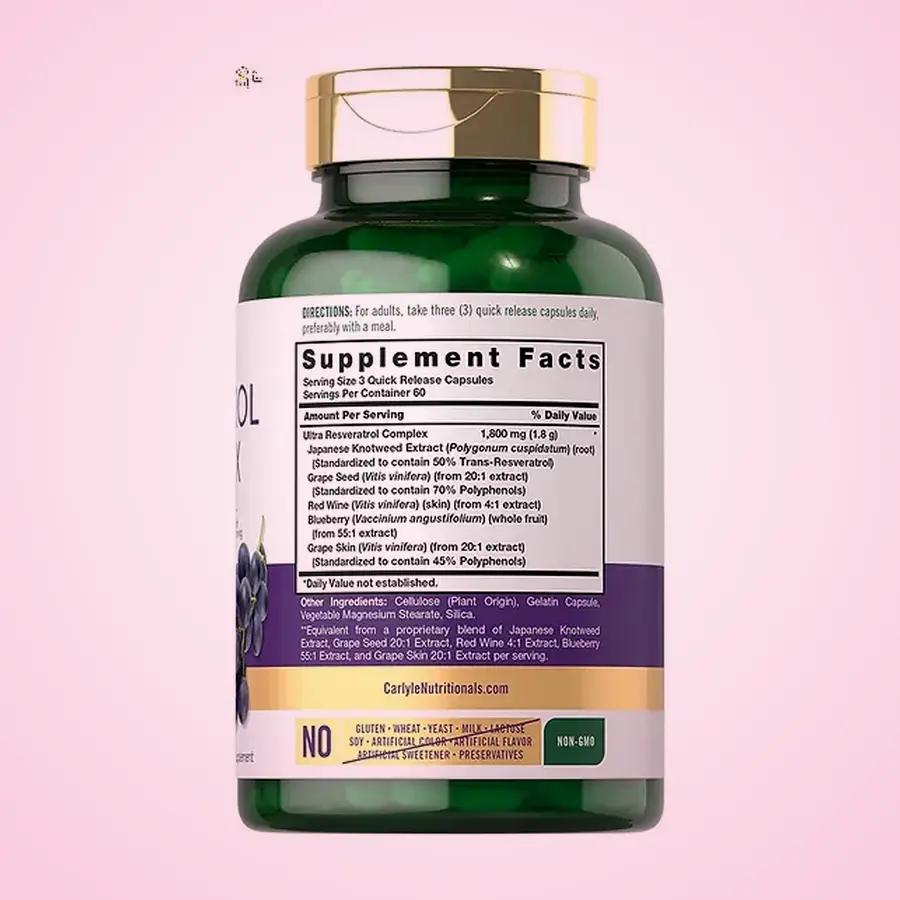 DIRECTIONS: For adults, take three (3) quick release capsules daily,
preferably with a meal.
Supplement Facts
Serving Size 3 Quick Release Capsules
Servings Per Container 60
Amount Per Serving % Daily Value
Ultra Resveratrol Complex 1,800 mg (1.8 g) *
Japanese Knotweed Extract (Polygonum cuspidatum) (root)
(Standardized to contain 50% Trans-Resveratrol)
Grape Seed (Vitis vinifera) (from 20:1 extract)
(Standardized to contain 70% Polyphenols)
Red Wine (Vitis vinifera) (skin) (from 4:1 extract)
Blueberry (Vaccinium angustifolium) (whole fruit)
(from 55:1 extract)
Grape Skin (Vitis vinifera) (from 20:1 extract)
(Standardized to contain 45% Polyphenols)
*Daily Value not established.
Other Ingredients: Cellulose (Plant Origin), Gelatin Capsule,
Vegetable Magnesium Stearate, Silica.
**Equivalent from a proprietary blend of Japanese Knotweed
Extract, Grape Seed 20:1 Extract, Red Wine 4:1 Extract, Blueberry
55:1 Extract, and Grape Skin 20:1 Extract per serving.
CarlyleNutritionals.com
NO
GLUTEN • WHEAT • YEAST • MILK • LACTOSE
SOY • ARTIFICIAL COLOR • ARTIFICIAL FLAVOR
ARTIFICIAL SWEETENER • PRESERVATIVES
NON-GMO